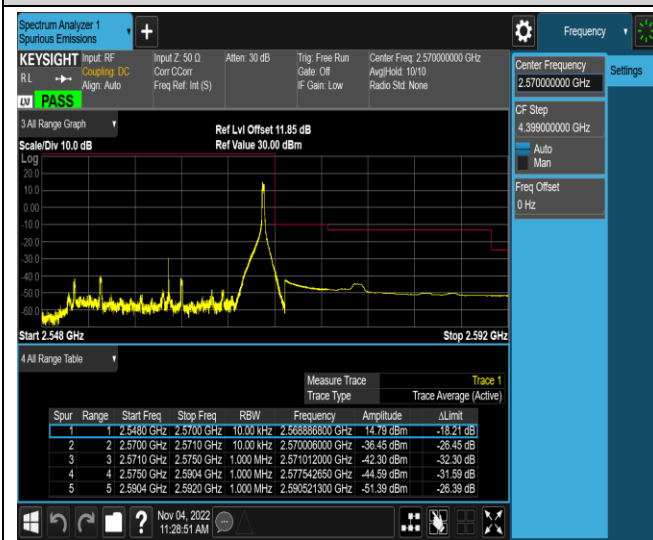 Spectrum Analyzer 1
Spurious Emissions
+
Frequency
KEYSIGHT Input: RF Input Z: 50 Ω Atten: 30 dB Trig: Free Run Center Freq: 2.570000000 GHz
RL Coupling: DC Corr CCorr Gate: Off Avg|Hold: 10/10
Align: Auto Freq Ref: Int (S) IF Gain: Low Radio Std: None
LXI PASS
Center Frequency
2.570000000 GHz
Settings
CF Step
4.399000000 GHz
Auto
Man
Freq Offset
0 Hz
3 All Range Graph
Ref Lvl Offset 11.85 dB
Scale/Div 10.0 dB Ref Value 30.00 dBm
Log
20.0
10.0
0.00
-10.0
-20.0
-30.0
-40.0
-50.0
-60.0
Start 2.548 GHz Stop 2.592 GHz
4 All Range Table
Measure Trace Trace 1
Trace Type Trace Average (Active)
Spur Range Start Freq Stop Freq RBW Frequency Amplitude ΔLimit
1 1 2.5480 GHz 2.5700 GHz 10.00 kHz 2.568886800 GHz 14.79 dBm -18.21 dB
2 2 2.5700 GHz 2.5710 GHz 10.00 kHz 2.570006000 GHz -36.45 dBm -26.45 dB
3 3 2.5710 GHz 2.5750 GHz 1.000 MHz 2.571012000 GHz -42.30 dBm -32.30 dB
4 4 2.5750 GHz 2.5904 GHz 1.000 MHz 2.577542650 GHz -44.59 dBm -31.59 dB
5 5 2.5904 GHz 2.5920 GHz 1.000 MHz 2.590521300 GHz -51.39 dBm -26.39 dB
? Nov 04, 2022
11:28:51 AM